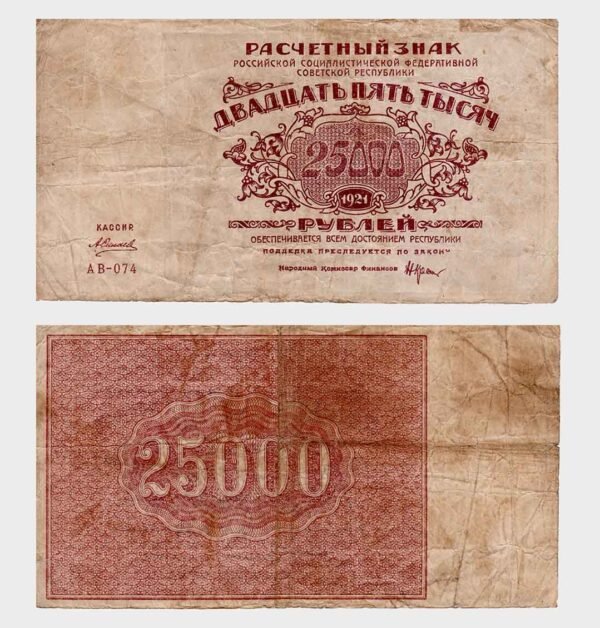 РАСЧЕТНЫЙ ЗНАК
РОССИЙСКОЙ СОЦИАЛИСТИЧЕСКОЙ ФЕДЕРАТИВНОЙ
СОВЕТСКОЙ РЕСПУБЛИКИ
ДВАДЦАТЬ ПЯТЬ ТЫСЯЧ
25000
1921
РУБЛЕЙ
ОБЕСПЕЧИВАЕТСЯ ВСЕМ ДОСТОЯНИЕМ РЕСПУБЛИКИ
ПОДДЕЛКА ПРЕСЛЕДУЕТСЯ ПО ЗАКОНУ
Народный Комиссар Финансов
КАССИР
АВ-074
25000